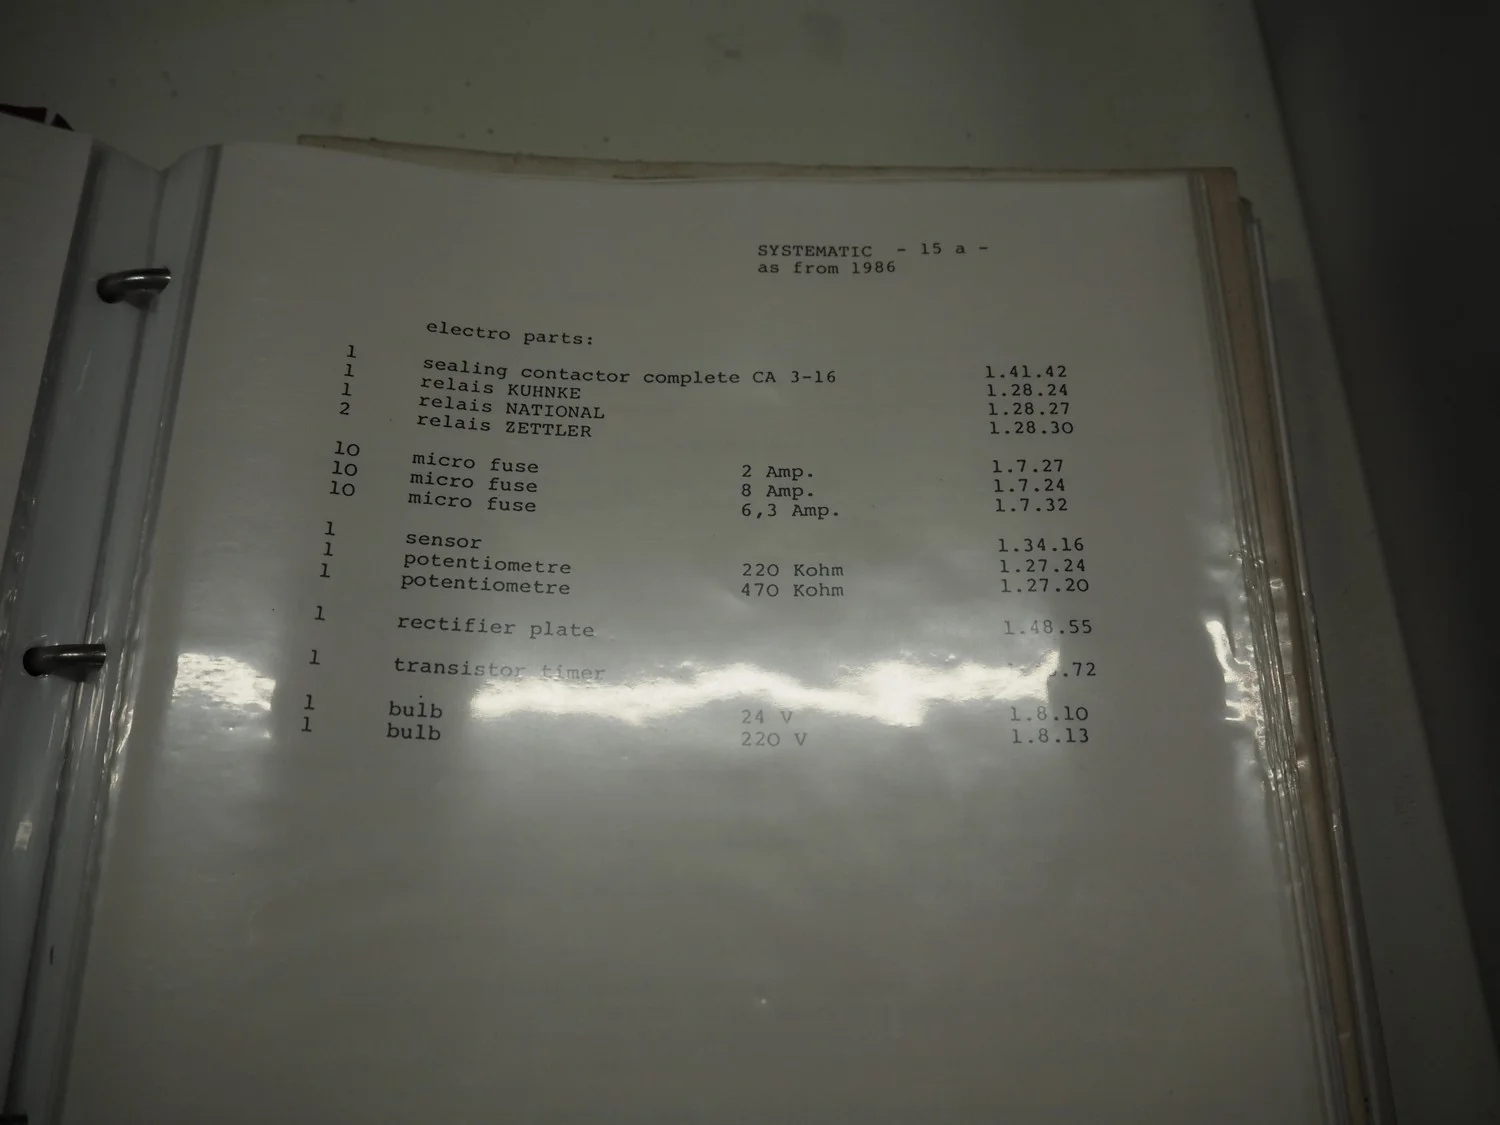 SYSTEMATIC - 15 a -
as from 1986
electro parts:
1 sealing contactor complete CA 3-16 1.41.42
1 relais KUHNKE 1.28.24
1 relais NATIONAL 1.28.27
2 relais ZETTLER 1.28.30
10 micro fuse 2 Amp. 1.7.27
10 micro fuse 8 Amp. 1.7.24
10 micro fuse 6,3 Amp. 1.7.32
1 sensor 1.34.16
1 potentiometre 220 Kohm 1.27.24
1 potentiometre 470 Kohm 1.27.20
1 rectifier plate 1.48.55
1 transistor timer
1 bulb 24 V 1.8.10
1 bulb 220 V 1.8.13